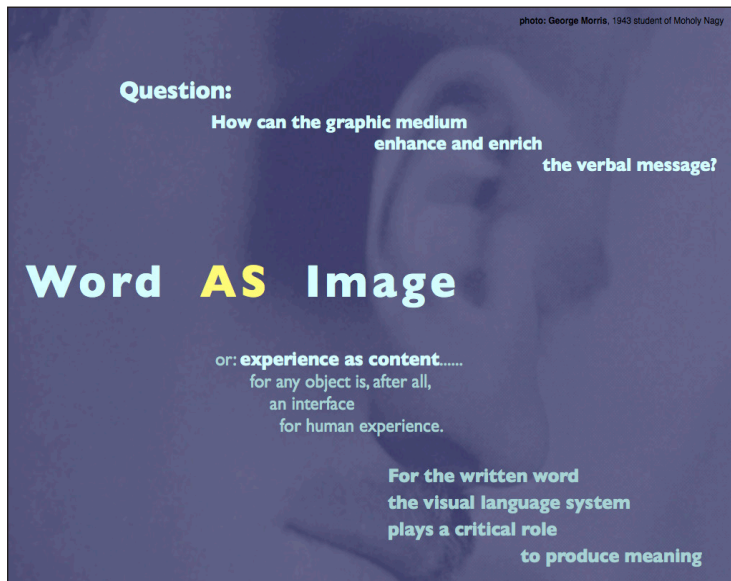 photo: George Morris, 1943 student of Moholy Nagy
Question:
How can the graphic medium
enhance and enrich
the verbal message?
Word AS Image
or: experience as content......
for any object is, after all,
an interface
for human experience.
For the written word
the visual language system
plays a critical role
to produce meaning